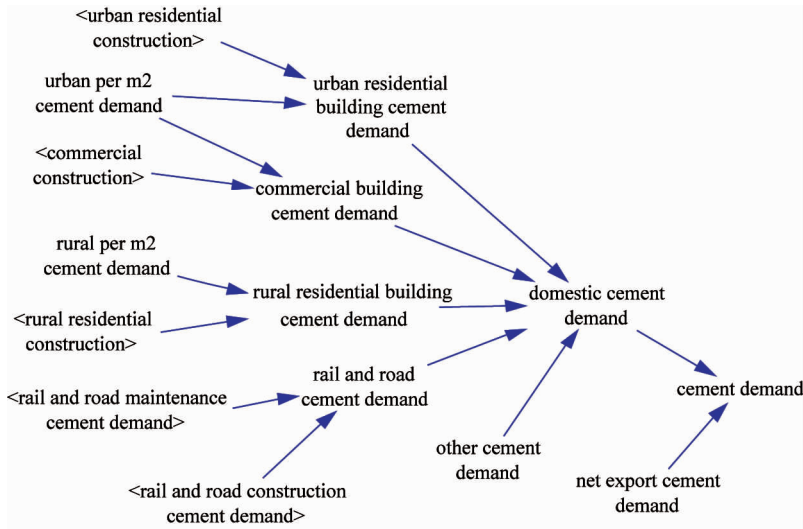 <urban residential
construction>
urban per m2
cement demand
urban residential
building cement
demand
<commercial
construction>
commercial building
cement demand
rural per m2
cement demand
rural residential building
cement demand
<rural residential
construction>
domestic cement
demand
rail and road
cement demand
<rail and road maintenance
cement demand>
cement demand
other cement
demand
net export cement
demand
<rail and road construction
cement demand>